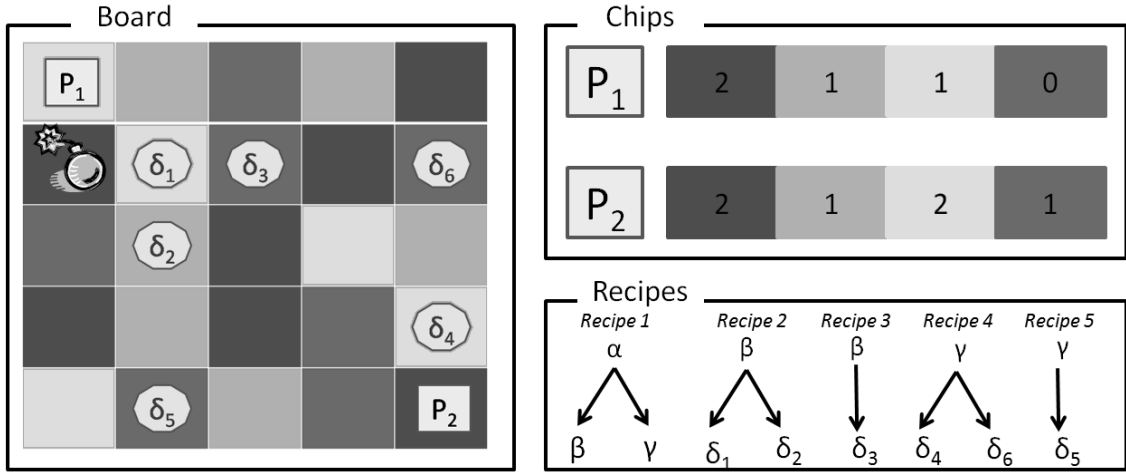 Board
P₁
δ₁ δ₃ δ₆
δ₂
δ₄
δ₅ P₂
Chips
P₁ 2 1 1 0
P₂ 2 1 2 1
Recipes
Recipe 1 Recipe 2 Recipe 3 Recipe 4 Recipe 5
α β β γ γ
β γ δ₁ δ₂ δ₃ δ₄ δ₆ δ₅